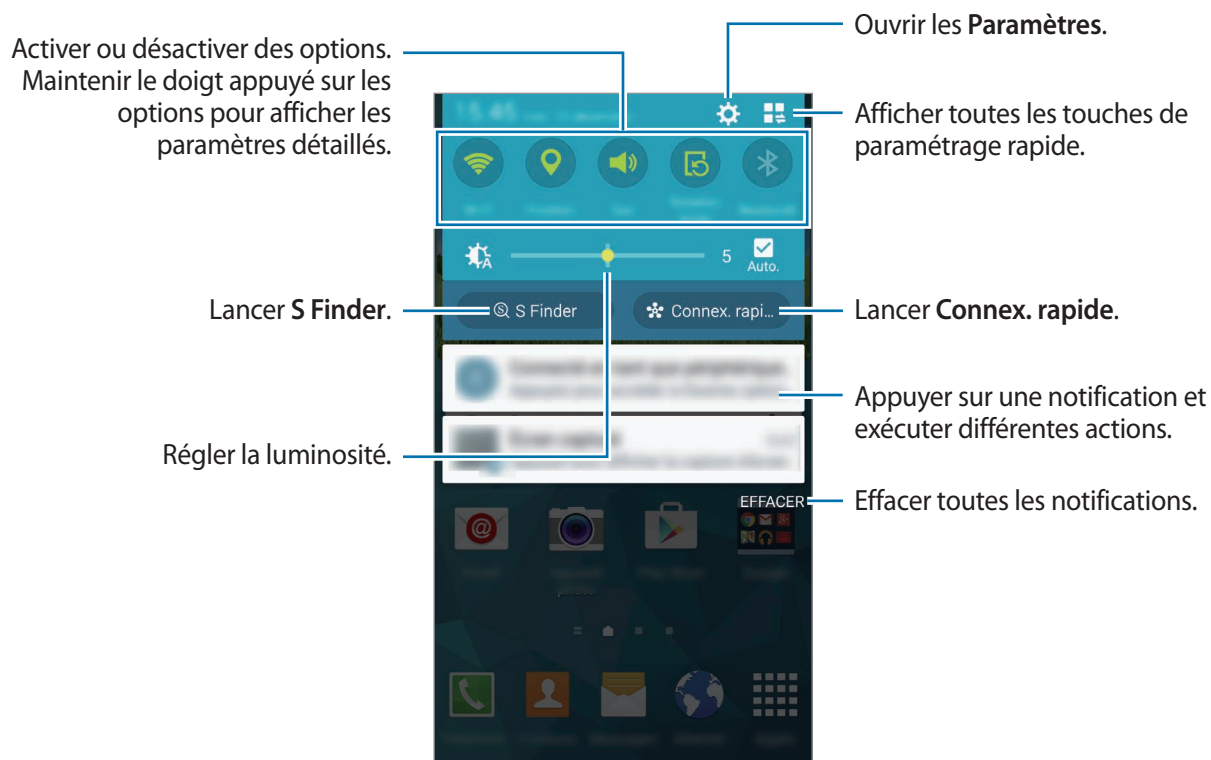 Ouvrir les Paramètres.
Activer ou désactiver des options.
Maintenir le doigt appuyé sur les
options pour afficher les
paramètres détaillés.
Afficher toutes les touches de
paramétrage rapide.
5
Auto.
Lancer S Finder.
S Finder
Connex. rapi...
Lancer Connex. rapide.
Appuyer sur une notification et
exécuter différentes actions.
Régler la luminosité.
EFFACER
Effacer toutes les notifications.